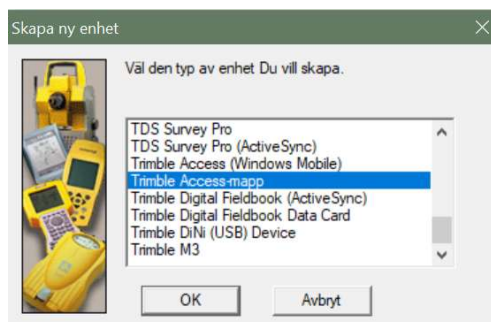 Skapa ny enhet
Väl den typ av enhet Du vill skapa.
TDS Survey Pro
TDS Survey Pro (ActiveSync)
Trimble Access (Windows Mobile)
Trimble Access-mapp
Trimble Digital Fieldbook (ActiveSync)
Trimble Digital Fieldbook Data Card
Trimble DiNi (USB) Device
Trimble M3
OK
Avbryt